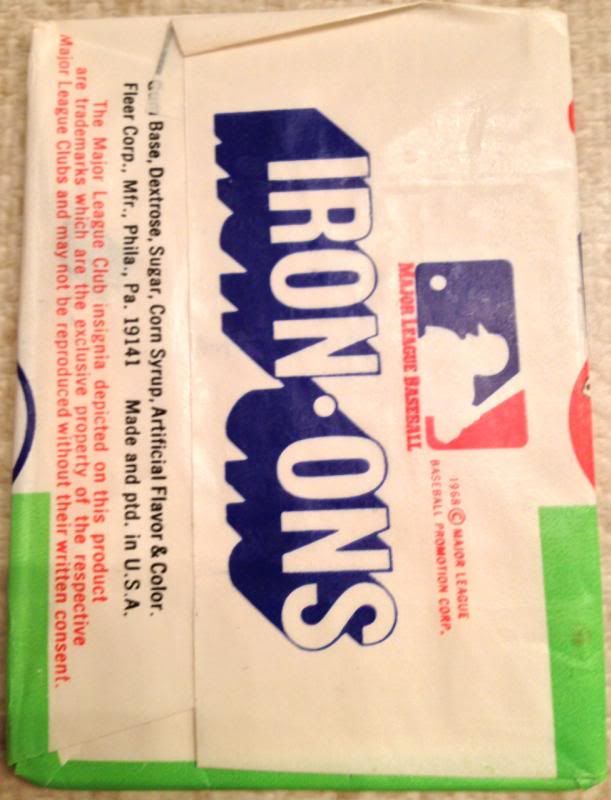 MAJOR LEAGUE BASEBALL
1968 © MAJOR LEAGUE
BASEBALL PROMOTION CORP.
IRON•ONS
Gum Base, Dextrose, Sugar, Corn Syrup, Artificial Flavor & Color.
Fleer Corp., Mfr., Phila., Pa. 19141 Made and ptd. in U.S.A.
The Major League Club insignia depicted on this product
are trademarks which are the exclusive property of the respective
Major League Clubs and may not be reproduced without their written consent.